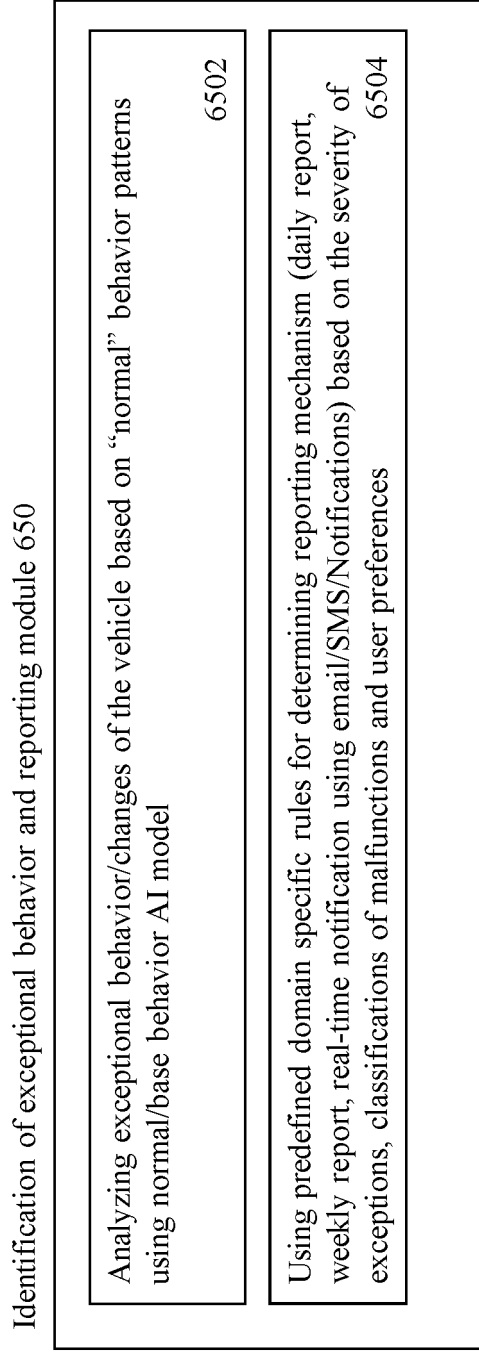 Identification of exceptional behavior and reporting module 650
Analyzing exceptional behavior/changes of the vehicle based on “normal” behavior patterns
using normal/base behavior AI model
6502
Using predefined domain specific rules for determining reporting mechanism (daily report,
weekly report, real-time notification using email/SMS/Notifications) based on the severity of
exceptions, classifications of malfunctions and user preferences
6504